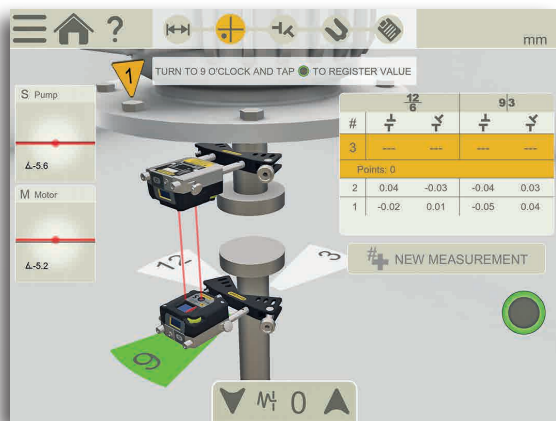 ?
mm
1
TURN TO 9 O'CLOCK AND TAP TO REGISTER VALUE
S Pump
∡-5.6
M Motor
∡-5.2
12
6
9|3
#
3 --- --- --- ---
Points: 0
2 0.04 -0.03 -0.04 0.03
1 -0.02 0.01 -0.05 0.04
# NEW MEASUREMENT
12
3
9
0